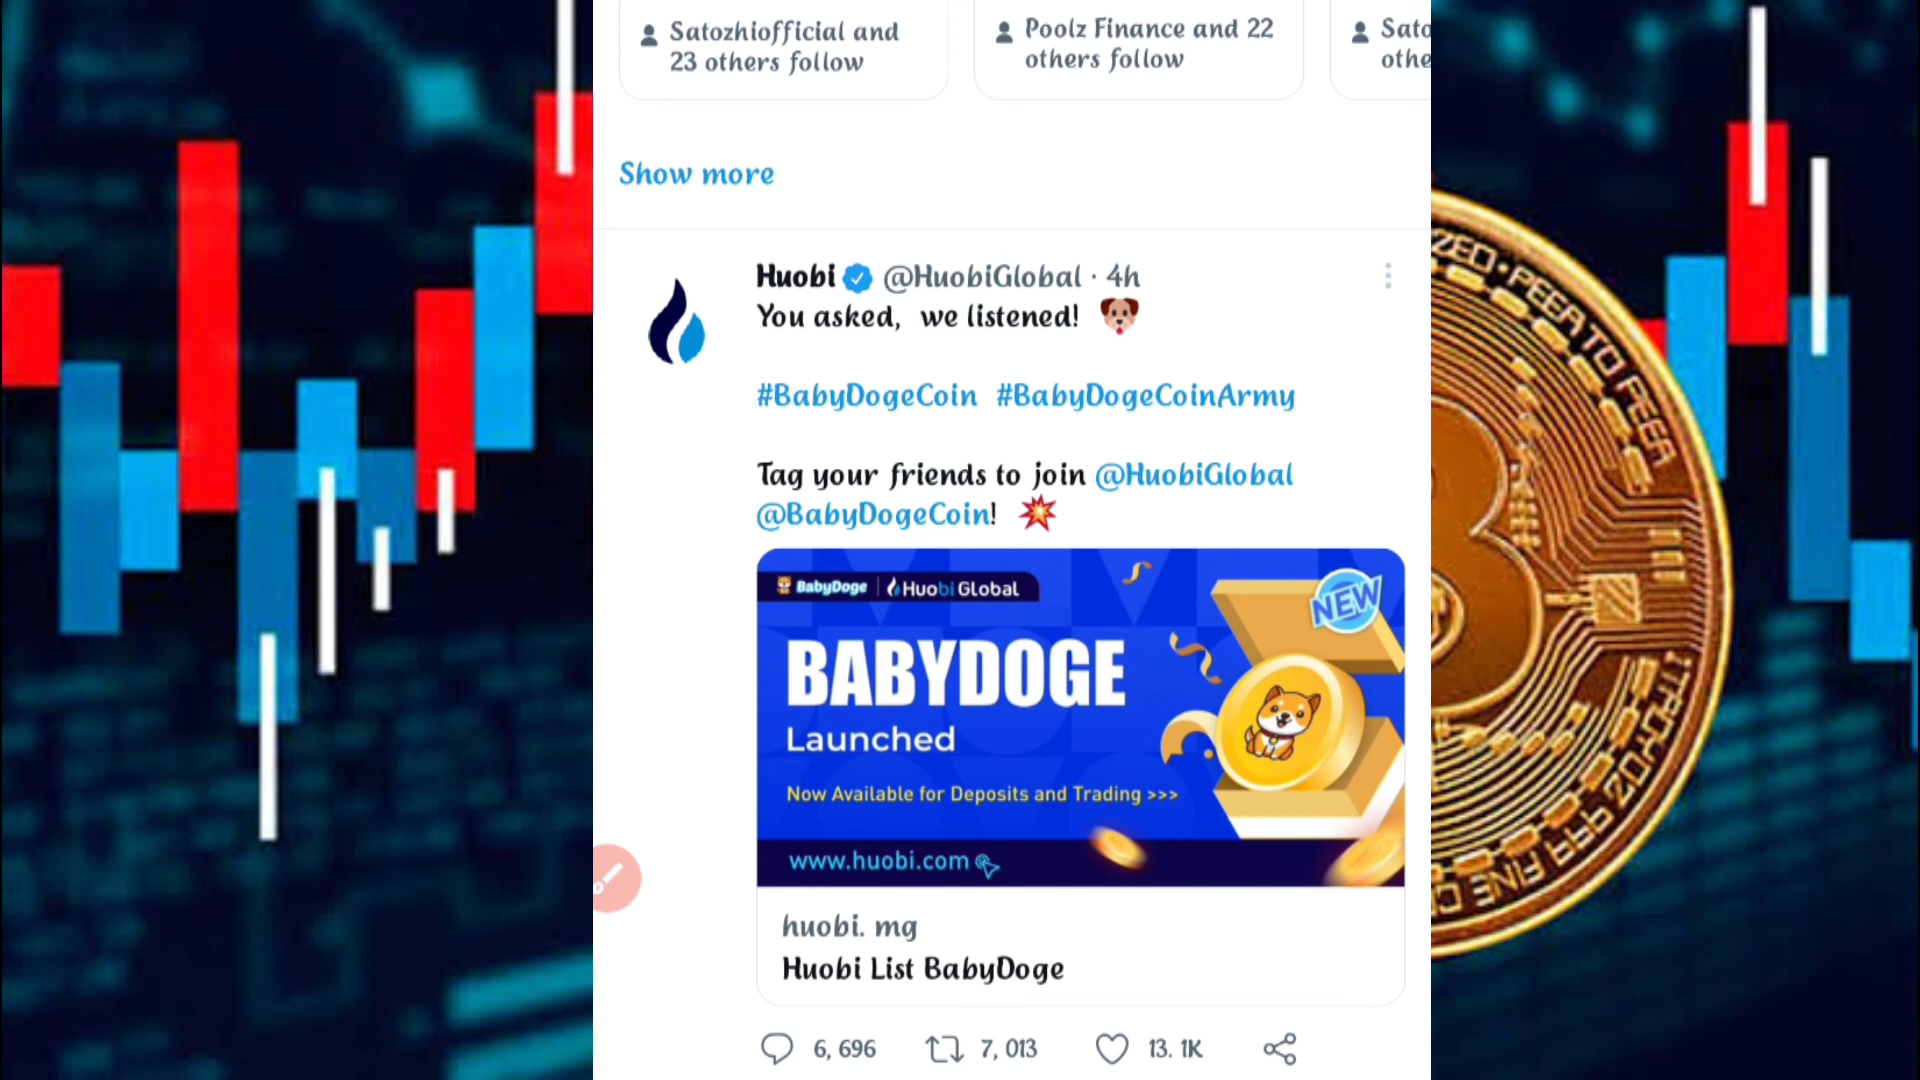 Satozhiofficial and
23 others follow
Poolz Finance and 22
others follow
Sato
othe
Show more
Huobi @HuobiGlobal · 4h
You asked, we listened!
#BabyDogeCoin #BabyDogeCoinArmy
Tag your friends to join @HuobiGlobal
@BabyDogeCoin!
BabyDoge | Huobi Global
NEW
BABYDOGE
Launched
Now Available for Deposits and Trading >>>
www.huobi.com
huobi. mg
Huobi List BabyDoge
6, 696 7, 013 13. 1K
PEER TO PEER